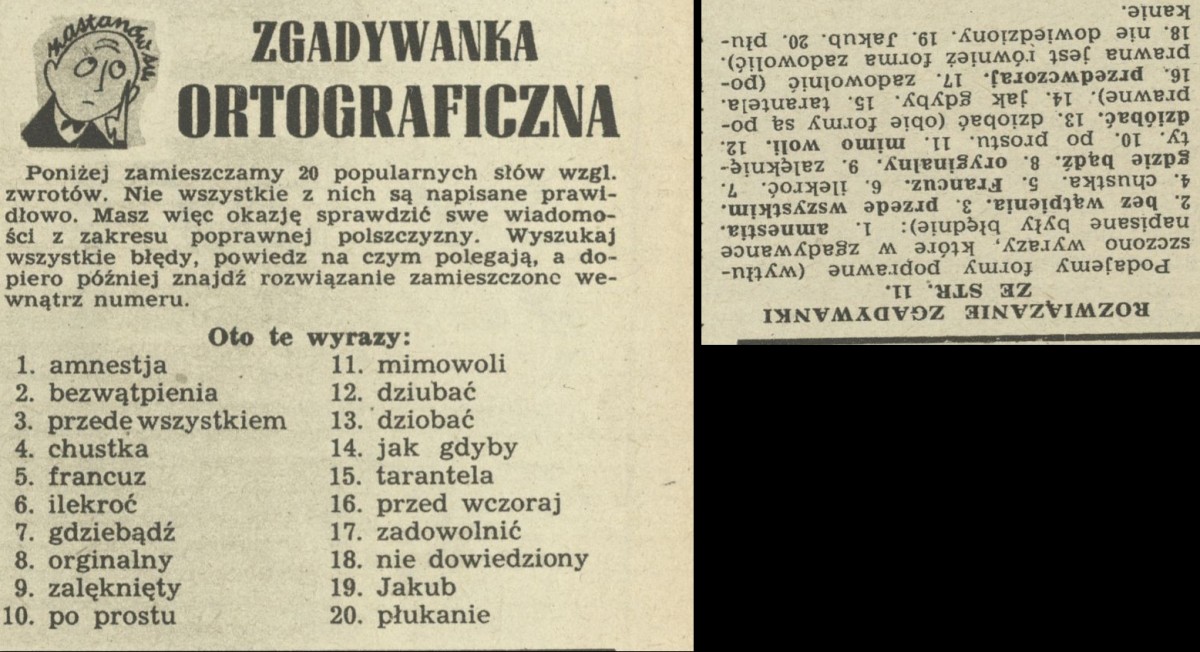 zastanów się
ZGADYWANKA
ORTOGRAFICZNA
Poniżej zamieszczamy 20 popularnych słów wzgl.
zwrotów. Nie wszystkie z nich są napisane prawi-
dłowo. Masz więc okazję sprawdzić swe wiadomo-
ści z zakresu poprawnej polszczyzny. Wyszukaj
wszystkie błędy, powiedz na czym polegają, a do-
piero później znajdź rozwiązanie zamieszczone we-
wnątrz numeru.
Oto te wyrazy:
1. amnestja
2. bezwątpienia
3. przede wszystkiem
4. chustka
5. francuz
6. ilekroć
7. gdziebądź
8. orginalny
9. zalęknięty
10. po prostu
11. mimowoli
12. dziubać
13. dziobać
14. jak gdyby
15. tarantela
16. przed wczoraj
17. zadowolnić
18. nie dowiedziony
19. Jakub
20. płukanie
ROZWIĄZANIE ZGADYWANKI
ZE STR. 11.
Podajemy formy poprawne (wytłu-
szczono wyrazy, które w zgadywance
napisane były błędnie): 1. amnestia.
2. bez wątpienia. 3. przede wszystkim.
4. chustka. 5. Francuz. 6. ilekroć. 7.
gdzie bądź. 8. oryginalny. 9. zalęknię-
ty. 10. po prostu. 11. mimo woli. 12.
dzióbać. 13. dziobać (obie formy są po-
prawne). 14. jak gdyby. 15. tarantela.
16. przedwczoraj. 17. zadowolnić (po-
prawna jest również forma zadowolić).
18. nie dowiedziony. 19. Jakub. 20. płu-
kanie.